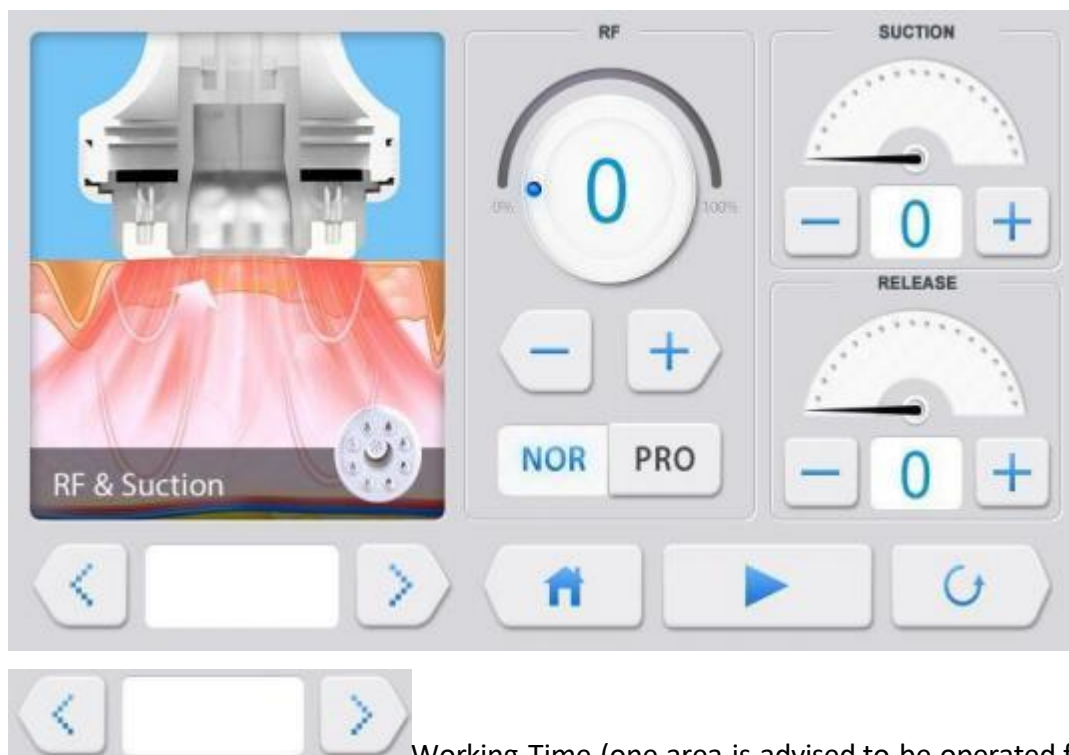 RF
SUCTION
0
0% 100%
0
RELEASE
NOR PRO
0
RF & Suction
Working Time (one area is advised to be operated